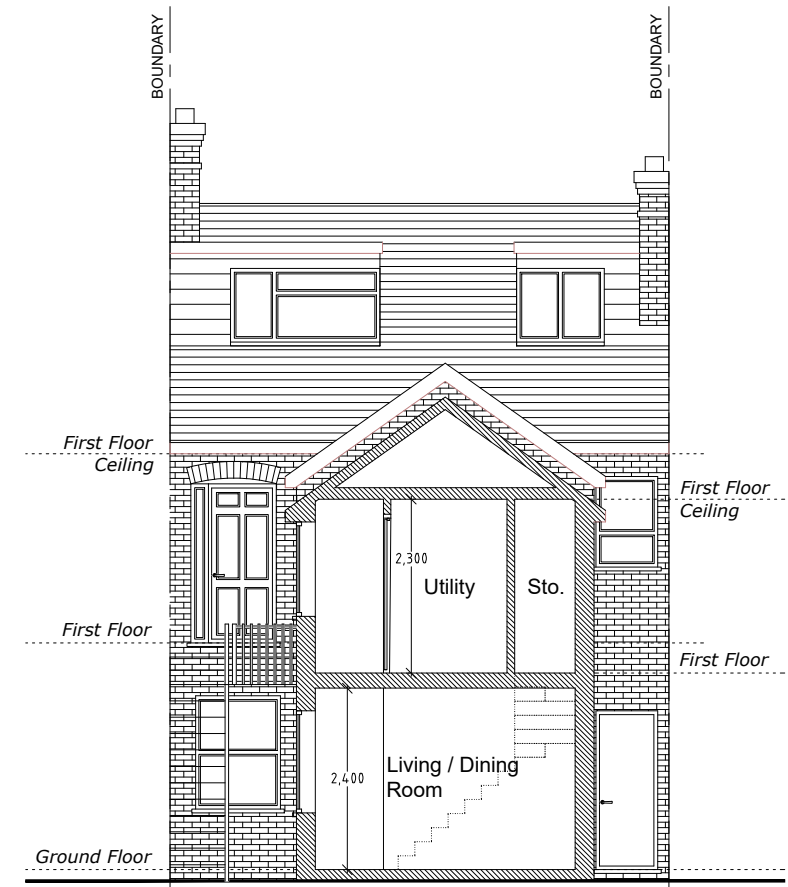 BOUNDARY
BOUNDARY
First Floor
Ceiling
First Floor
Ceiling
2,300
Utility
Sto.
First Floor
First Floor
Living / Dining
Room
2,400
Ground Floor